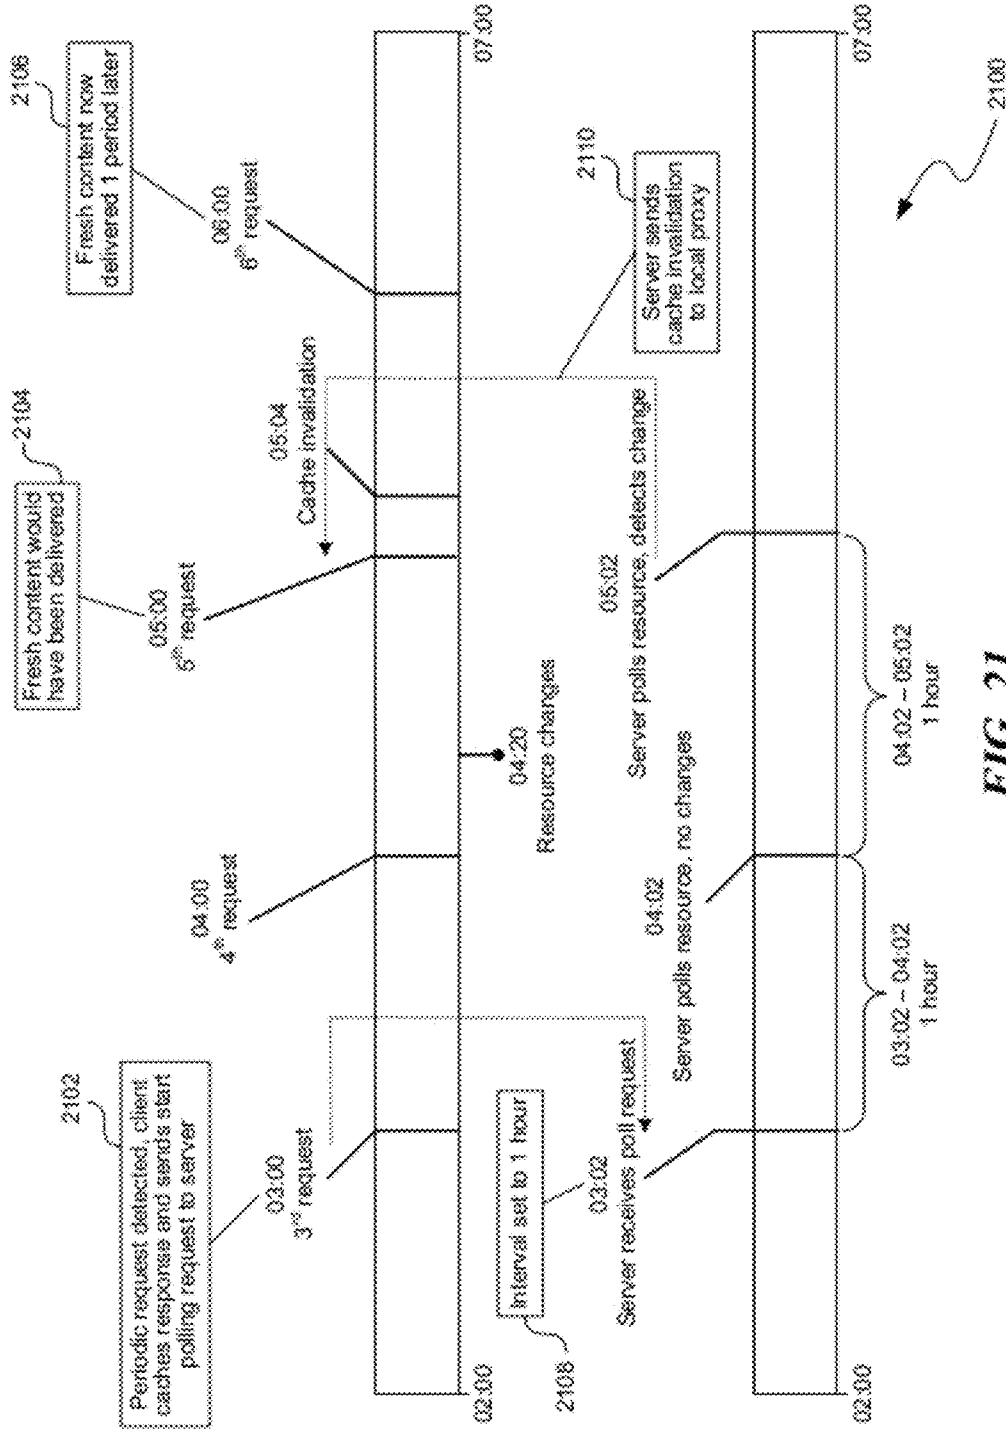 2102
Periodic request detected, client
caches response and sends start
polling request to server
03:00
3rd request
04:00
4th request
2104
Fresh content would
have been delivered
05:00
5th request
05:04
Cache invalidation
2106
Fresh content now
delivered 1 period later
06:00
6th request
02:00
07:00
04:20
Resource changes
2108
Interval set to 1 hour
03:02
Server receives poll request
04:02
Server polls resource, no changes
05:02
Server polls resource, detects change
2110
Server sends
cache invalidation
to local proxy
02:00
07:00
03:02 – 04:02
1 hour
04:02 – 05:02
1 hour
2100
FIG. 21